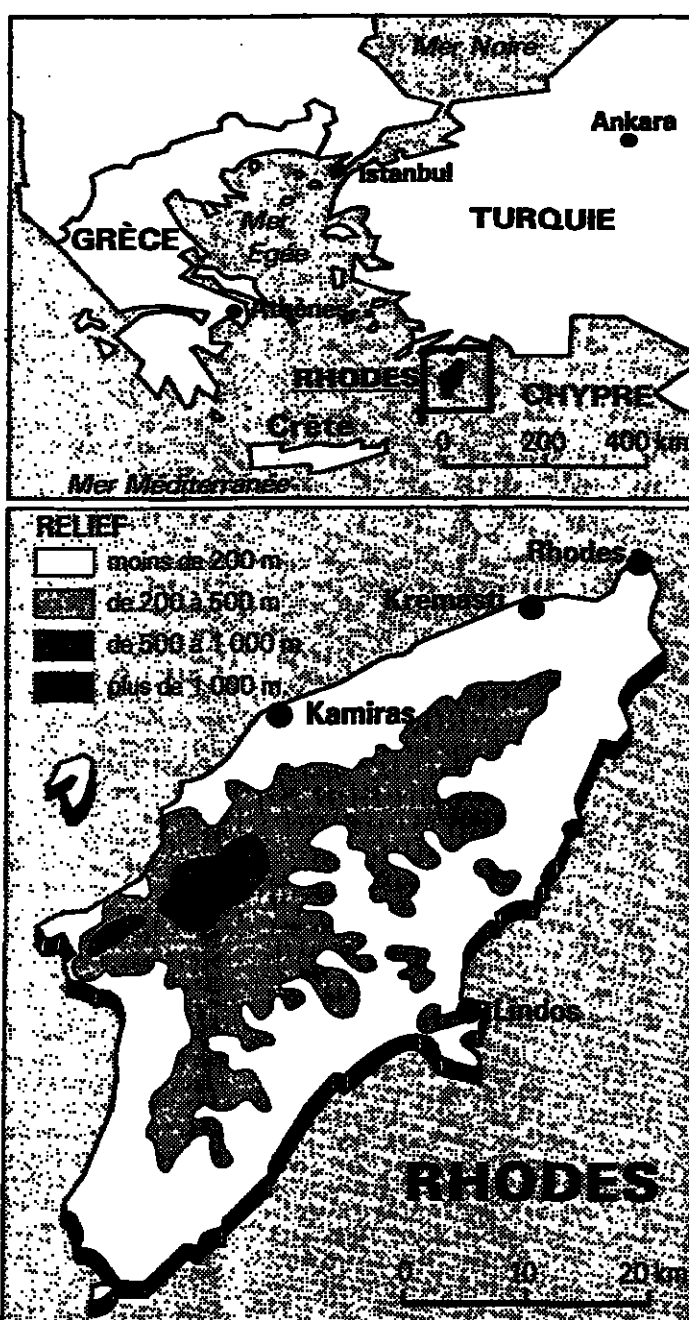 Mer Noire
Ankara
Istanbul
TURQUIE
GRÈCE
Mer
Egée
Athènes
RHODES
CHYPRE
Crète
0 200 400 km
Mer Méditerranée
RELIEF
moins de 200 m
de 200 à 500 m
de 500 à 1 000 m
plus de 1 000 m
Rhodes
Kremasti
Kamiras
Lindos
RHODES
0 10 20 km